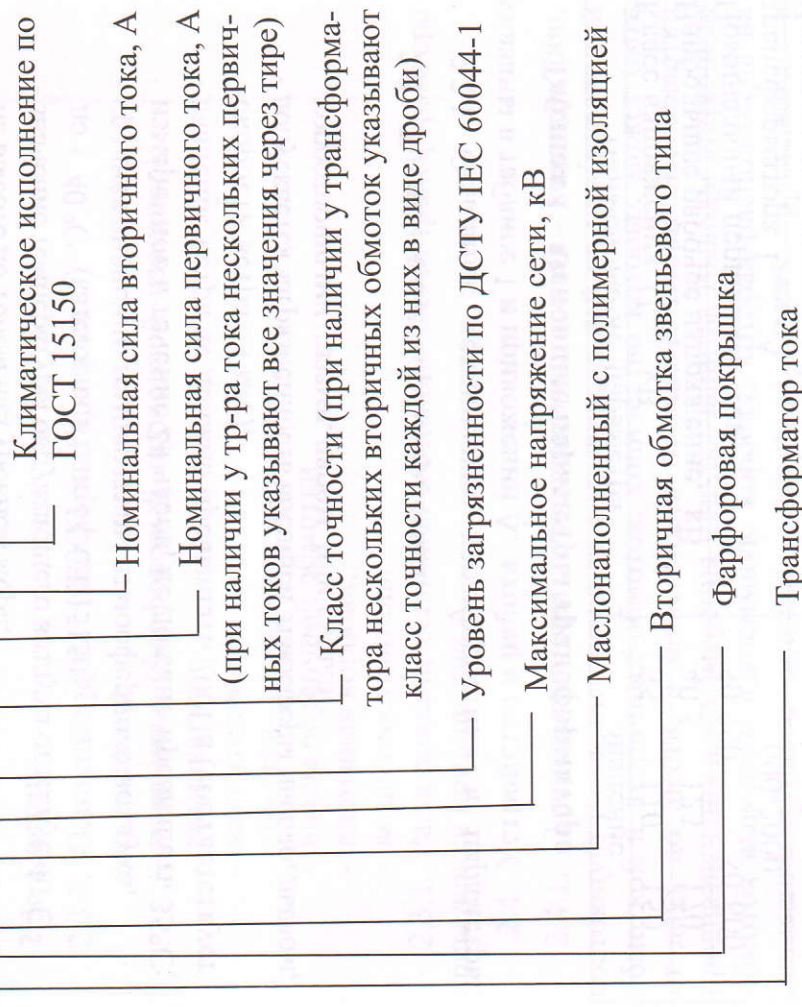 Климатическое исполнение по
ГОСТ 15150
Номинальная сила вторичного тока, А
Номинальная сила первичного тока, А
(при наличии у тр-ра тока нескольких первич-
ных токов указывают все значения через тире)
Класс точности (при наличии у трансформа-
тора нескольких вторичных обмоток указывают
класс точности каждой из них в виде дроби)
Уровень загрязненности по ДСТУ IEC 60044-1
Максимальное напряжение сети, кВ
Маслонаполненный с полимерной изоляцией
Вторичная обмотка звеньевого типа
Фарфоровая покрышка
Трансформатор тока